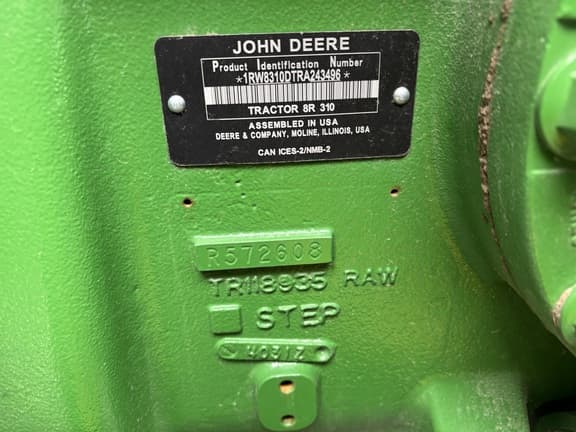 JOHN DEERE
Product Identification Number
*1RW8310DTRA243496*
TRACTOR 8R 310
ASSEMBLED IN USA
DEERE & COMPANY, MOLINE, ILLINOIS, USA
CAN ICES-2/NMB-2
R572608
TR118935 RAW
STEP